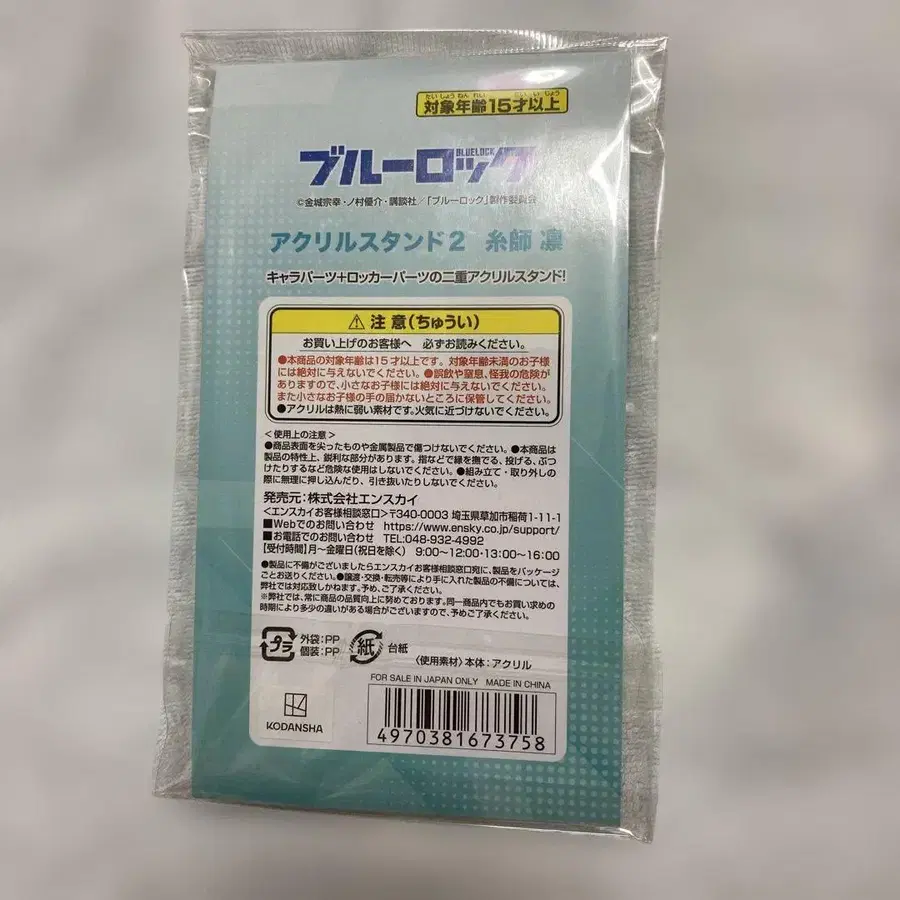 たいしょうねんれい さい いじょう
対象年齢15才以上
BLUELOCK
ブルーロック
©金城宗幸・ノ村優介・講談社／「ブルーロック」製作委員会
アクリルスタンド2 糸師 凛
キャラパーツ+ロッカーパーツの二重アクリルスタンド!
⚠注意(ちゅうい)
お買い上げのお客様へ 必ずお読みください。
●本商品の対象年齢は15才以上です。対象年齢未満のお子様
には絶対に与えないでください。●誤飲や窒息、怪我の危険が
ありますので、小さなお子様には絶対に与えないでください。
また小さなお子様の手の届かないところに保管してください。
●アクリルは熱に弱い素材です。火気に近づけないでください。
＜使用上の注意＞
●商品表面を尖ったものや金属製品で傷つけないでください。●本商品は
製品の特性上、鋭利な部分があります。指などで縁を撫でる、投げる、ぶつ
けたりするなど危険な使用はしないでください。●組み立て・取り外しの
際に無理に押し込んだり、引き抜いたりしないでください。
発売元:株式会社エンスカイ
＜エンスカイお客様相談窓口＞〒340-0003 埼玉県草加市稲荷1-11-1
■Webでのお問い合わせ https://www.ensky.co.jp/support/
■お電話でのお問い合わせ TEL:048-932-4992
【受付時間】月〜金曜日(祝日を除く) 9:00〜12:00・13:00〜16:00
●製品に不備がございましたらエンスカイお客様相談窓口宛に、製品をパッケージ
ごとお送りください。●譲渡・交換・転売等により手に入れた製品の不備については、
弊社では対応致しかねます。予め、ご了承ください。
※弊社では、常に商品の品質向上に努めております。同一商品内でもお買い求めの
時期により多少の違いがある場合がございますので、予めご了承ください。
プラ 外袋:PP
個装:PP
紙 台紙
〈使用素材〉本体:アクリル
FOR SALE IN JAPAN ONLY MADE IN CHINA
KODANSHA
4970381673758